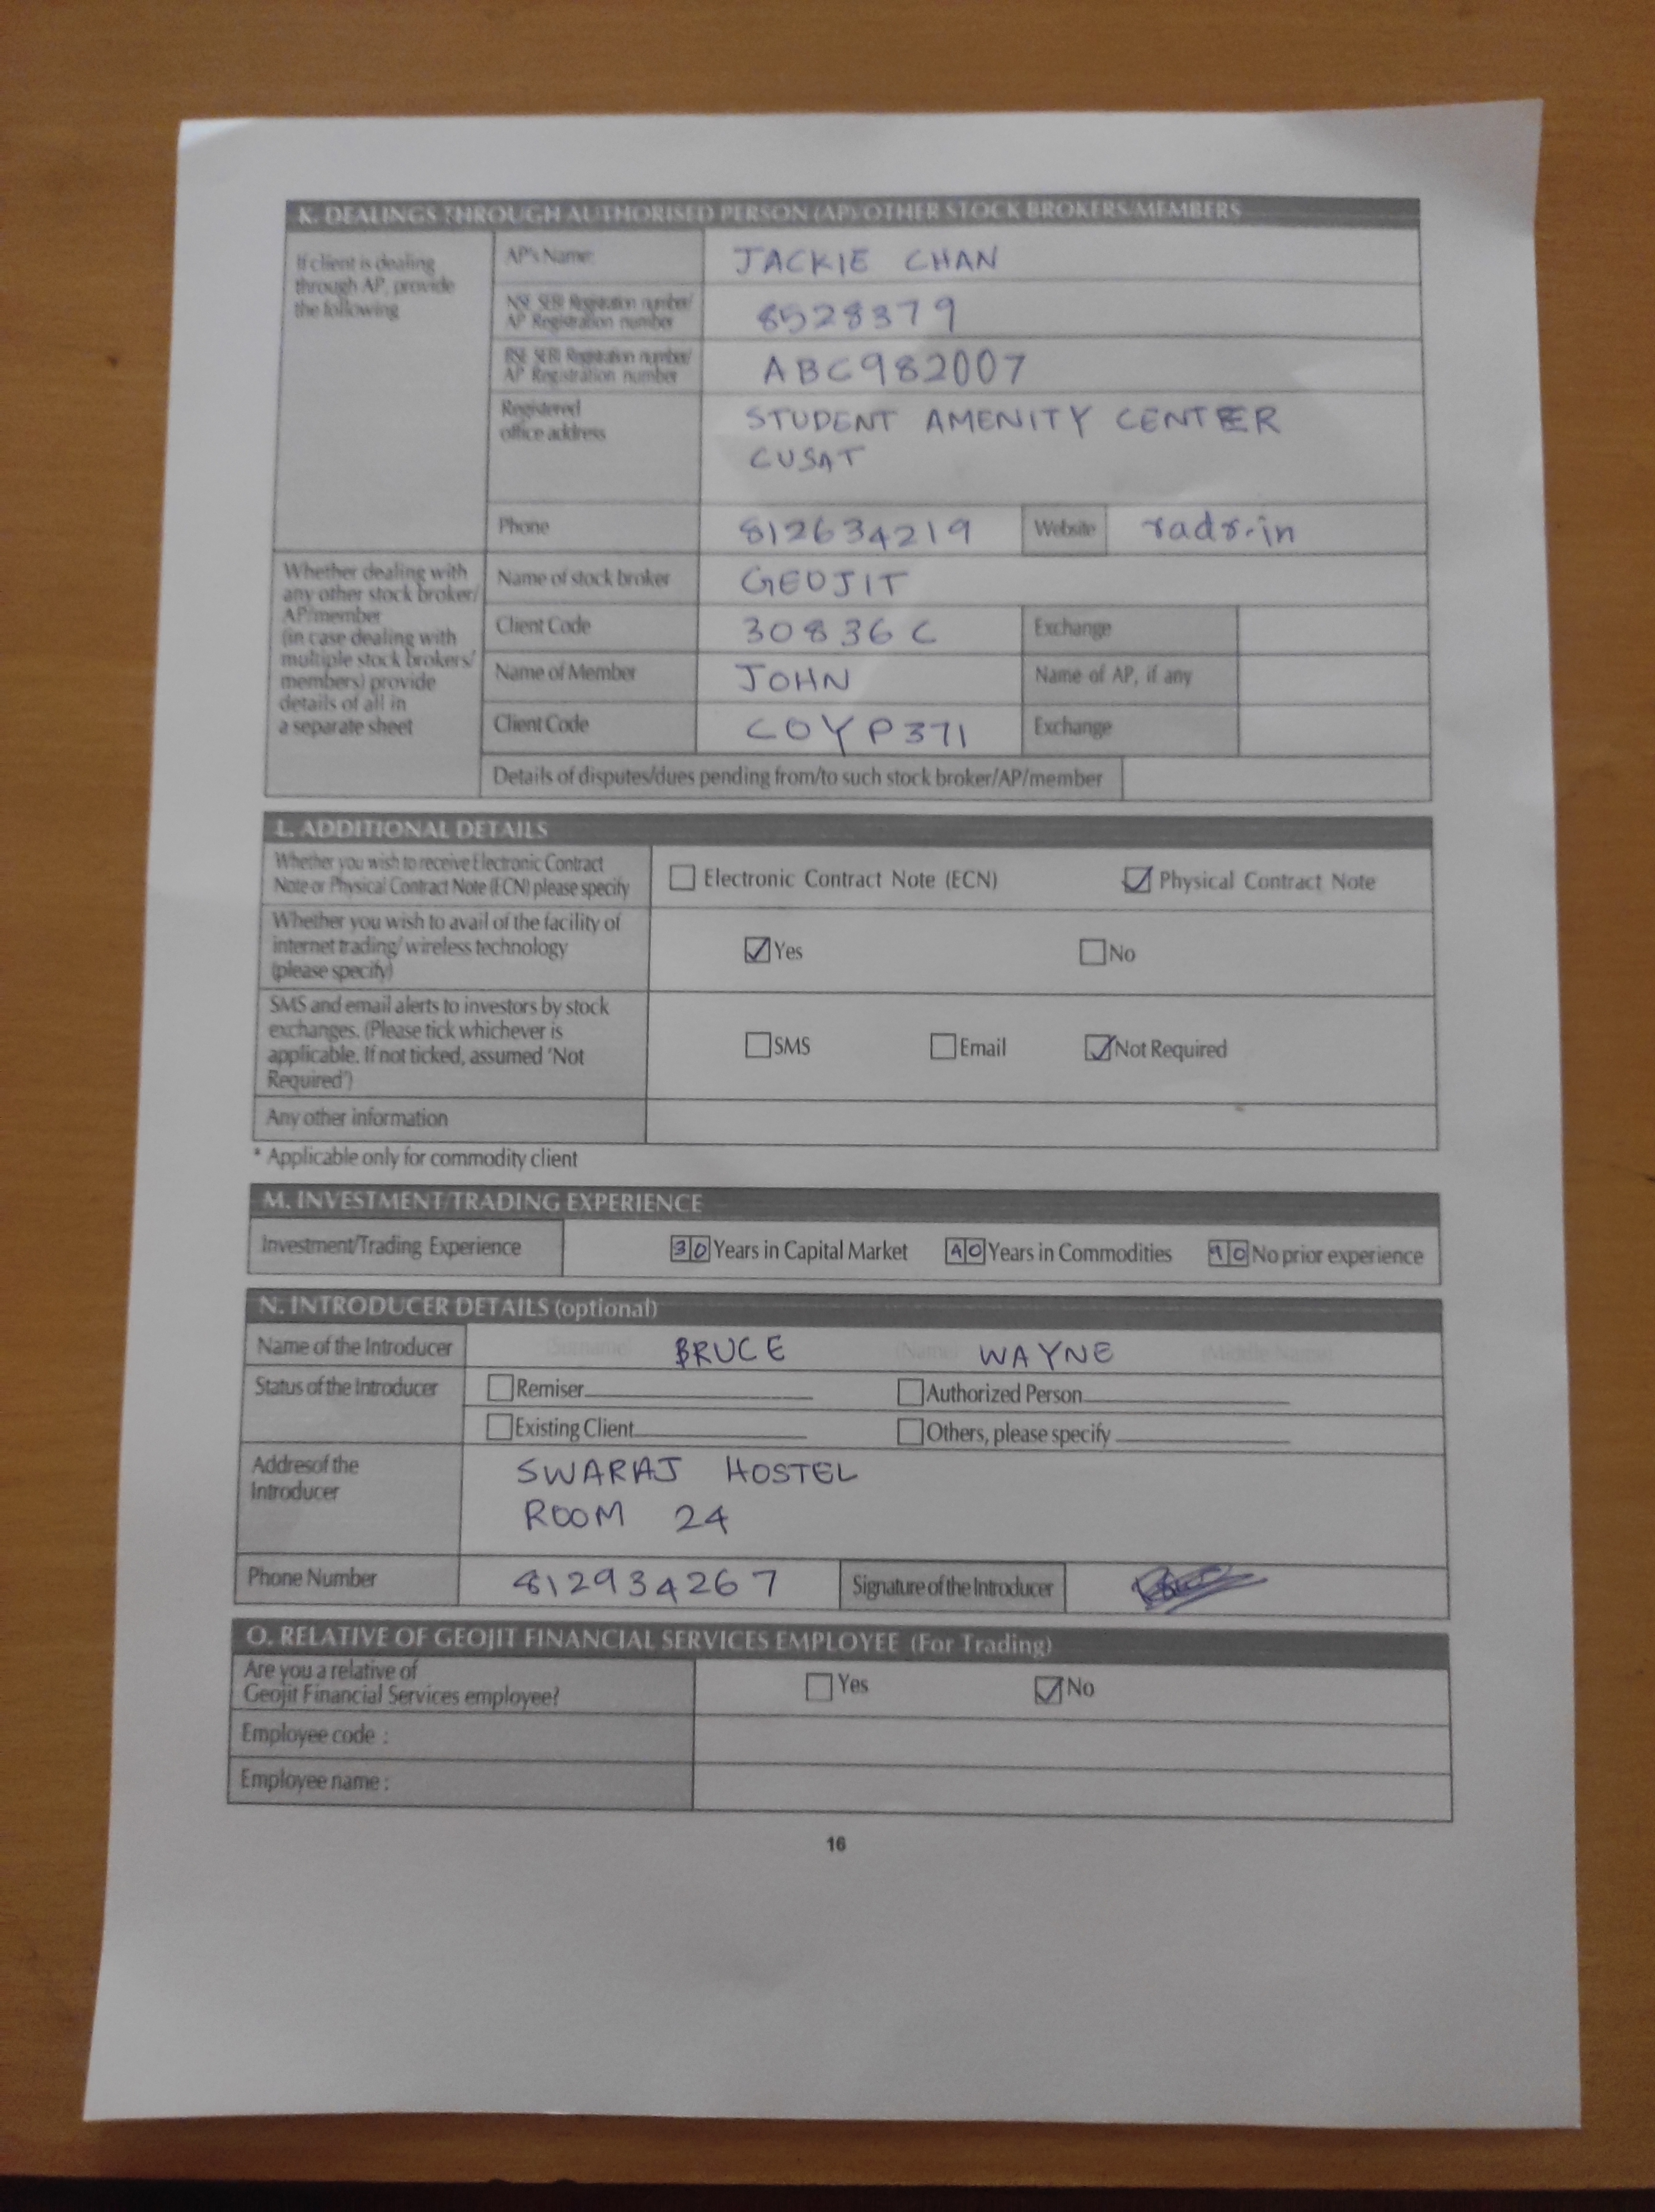 K. DEALINGS THROUGH AUTHORISED PERSON (AP)/OTHER STOCK BROKERS/MEMBERS
If client is dealing
through AP, provide
the following
AP's Name:
JACKIE CHAN
NSE SEBI Registration number/
AP Registration number
8528379
BSE SEBI Registration number/
AP Registration number
ABC982007
Registered
office address
STUDENT AMENITY CENTER
CUSAT
Phone
812634219
Website
radr.in
Whether dealing with
any other stock broker/
AP/member
(in case dealing with
multiple stock brokers/
members) provide
details of all in
a separate sheet
Name of stock broker
GEOJIT
Client Code
30836C
Exchange
Name of Member
JOHN
Name of AP, if any
Client Code
COYP371
Exchange
Details of disputes/dues pending from/to such stock broker/AP/member
L. ADDITIONAL DETAILS
Whether you wish to receive Electronic Contract
Note or Physical Contract Note (ECN) please specify
Electronic Contract Note (ECN)
Physical Contract Note
Whether you wish to avail of the facility of
internet trading/ wireless technology
(please specify)
Yes
No
SMS and email alerts to investors by stock
exchanges. (Please tick whichever is
applicable. If not ticked, assumed 'Not
Required')
SMS
Email
Not Required
Any other information
* Applicable only for commodity client
M. INVESTMENT/TRADING EXPERIENCE
Investment/Trading Experience
30 Years in Capital Market
40 Years in Commodities
90 No prior experience
N. INTRODUCER DETAILS (optional)
Name of the Introducer
(Surname)
BRUCE
(Name)
WAYNE
(Middle Name)
Status of the Introducer
Remiser
Authorized Person
Existing Client
Others, please specify
Addresof the
Introducer
SWARAJ HOSTEL
ROOM 24
Phone Number
812934267
Signature of the Introducer
O. RELATIVE OF GEOJIT FINANCIAL SERVICES EMPLOYEE (For Trading)
Are you a relative of
Geojit Financial Services employee?
Yes
No
Employee code :
Employee name :
16